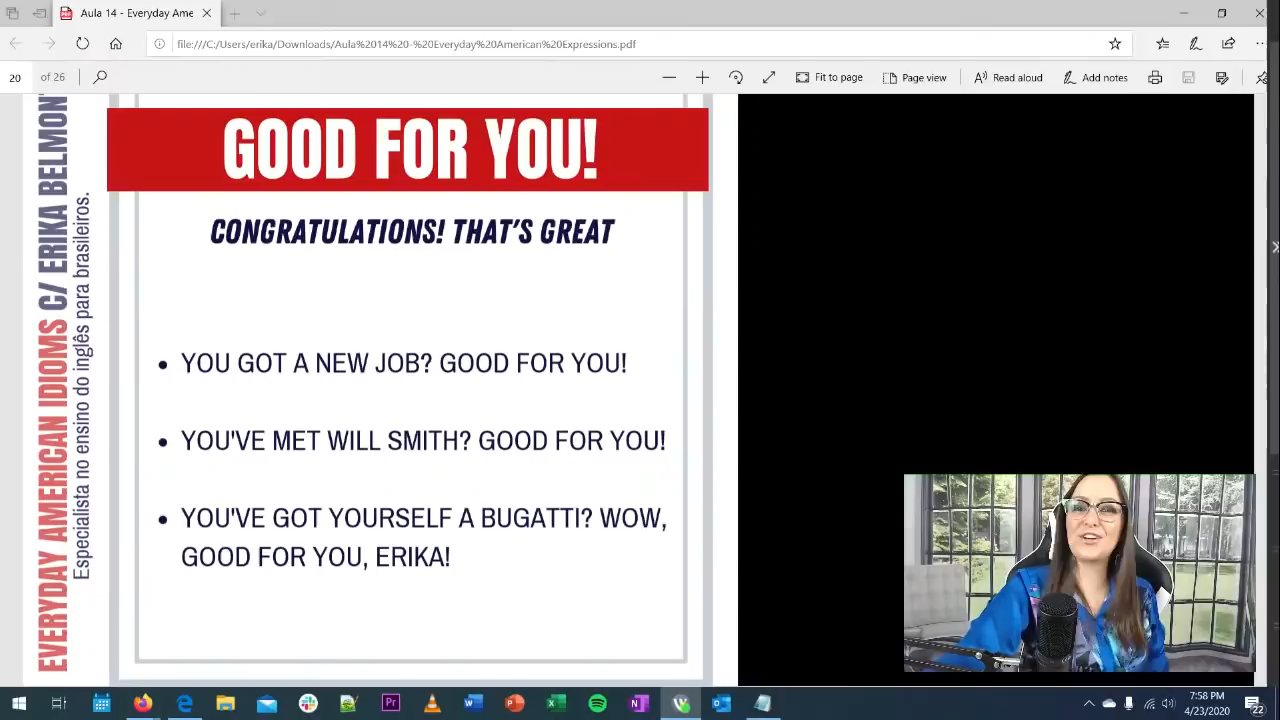 Aula 14 - Everyday American
file:///C:/Users/erika/Downloads/Aula%2014%20-%20Everyday%20American%20Expressions.pdf
20 of 26
Fit to page
Page view
Read aloud
Add notes
EVERYDAY AMERICAN IDIOMS C/ ERIKA BELMON
Especialista no ensino do inglês para brasileiros.
GOOD FOR YOU!
CONGRATULATIONS! THAT'S GREAT
• YOU GOT A NEW JOB? GOOD FOR YOU!
• YOU'VE MET WILL SMITH? GOOD FOR YOU!
• YOU'VE GOT YOURSELF A BUGATTI? WOW,
GOOD FOR YOU, ERIKA!
7:58 PM
4/23/2020
22